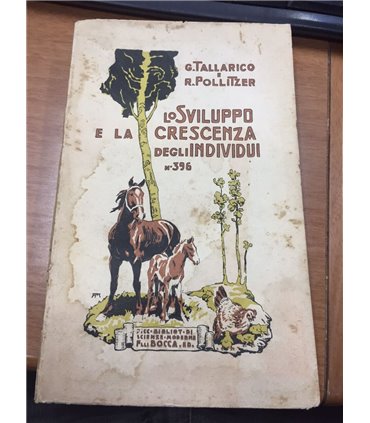 G. TALLARICO
E
R. POLLITZER
LO SVILUPPO
E LA CRESCENZA
DEGLI INDIVIDUI
N. 396
PICC. BIBLIOT. DI
SCIENZE MODERNE
F.LLI BOCCA, ED.